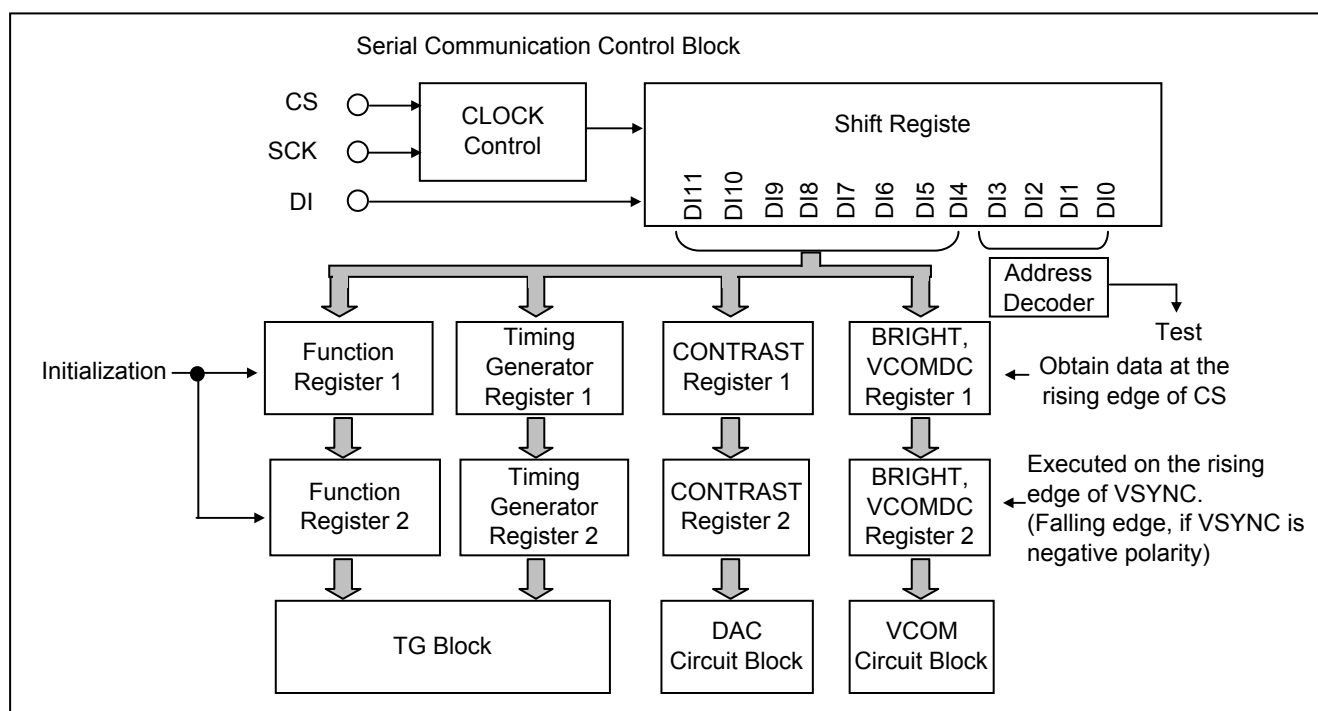 Serial Communication Control Block
CS
SCK
DI
CLOCK
Control
Shift Registe
DI11
DI10
DI9
DI8
DI7
DI6
DI5
DI4
DI3
DI2
DI1
DI0
Address
Decoder
Test
Initialization
Function
Register 1
Timing
Generator
Register 1
CONTRAST
Register 1
BRIGHT,
VCOMDC
Register 1
Obtain data at the
rising edge of CS
Function
Register 2
Timing
Generator
Register 2
CONTRAST
Register 2
BRIGHT,
VCOMDC
Register 2
Executed on the rising
edge of VSYNC.
(Falling edge, if VSYNC is
negative polarity)
TG Block
DAC
Circuit Block
VCOM
Circuit Block